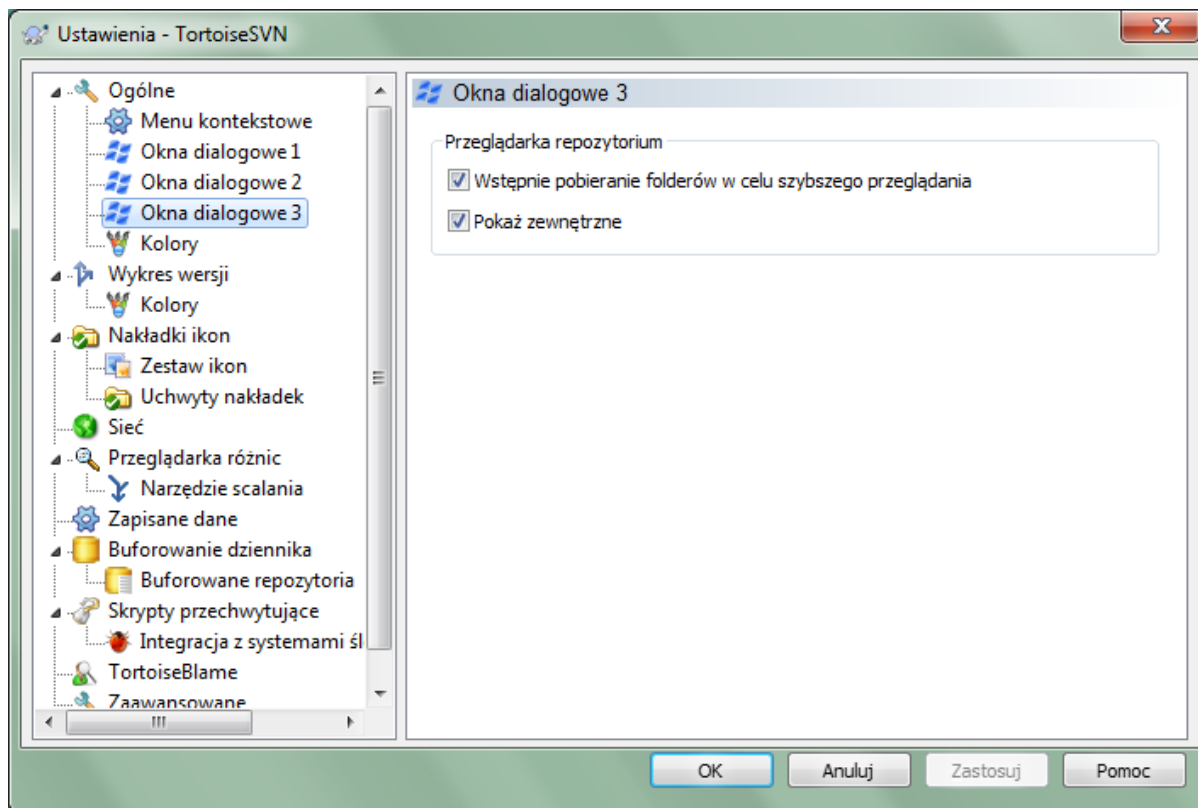 Ustawienia - TortoiseSVN
Ogólne
Menu kontekstowe
Okna dialogowe 1
Okna dialogowe 2
Okna dialogowe 3
Kolory
Wykres wersji
Kolory
Nakładki ikon
Zestaw ikon
Uchwyty nakładek
Sieć
Przeglądarka różnic
Narzędzie scalania
Zapisane dane
Buforowanie dziennika
Buforowane repozytoria
Skrypty przechwytujące
Integracja z systemami śl
TortoiseBlame
Zaawansowane
Okna dialogowe 3
Przeglądarka repozytorium
Wstępnie pobieranie folderów w celu szybszego przeglądania
Pokaż zewnętrzne
OK
Anuluj
Zastosuj
Pomoc